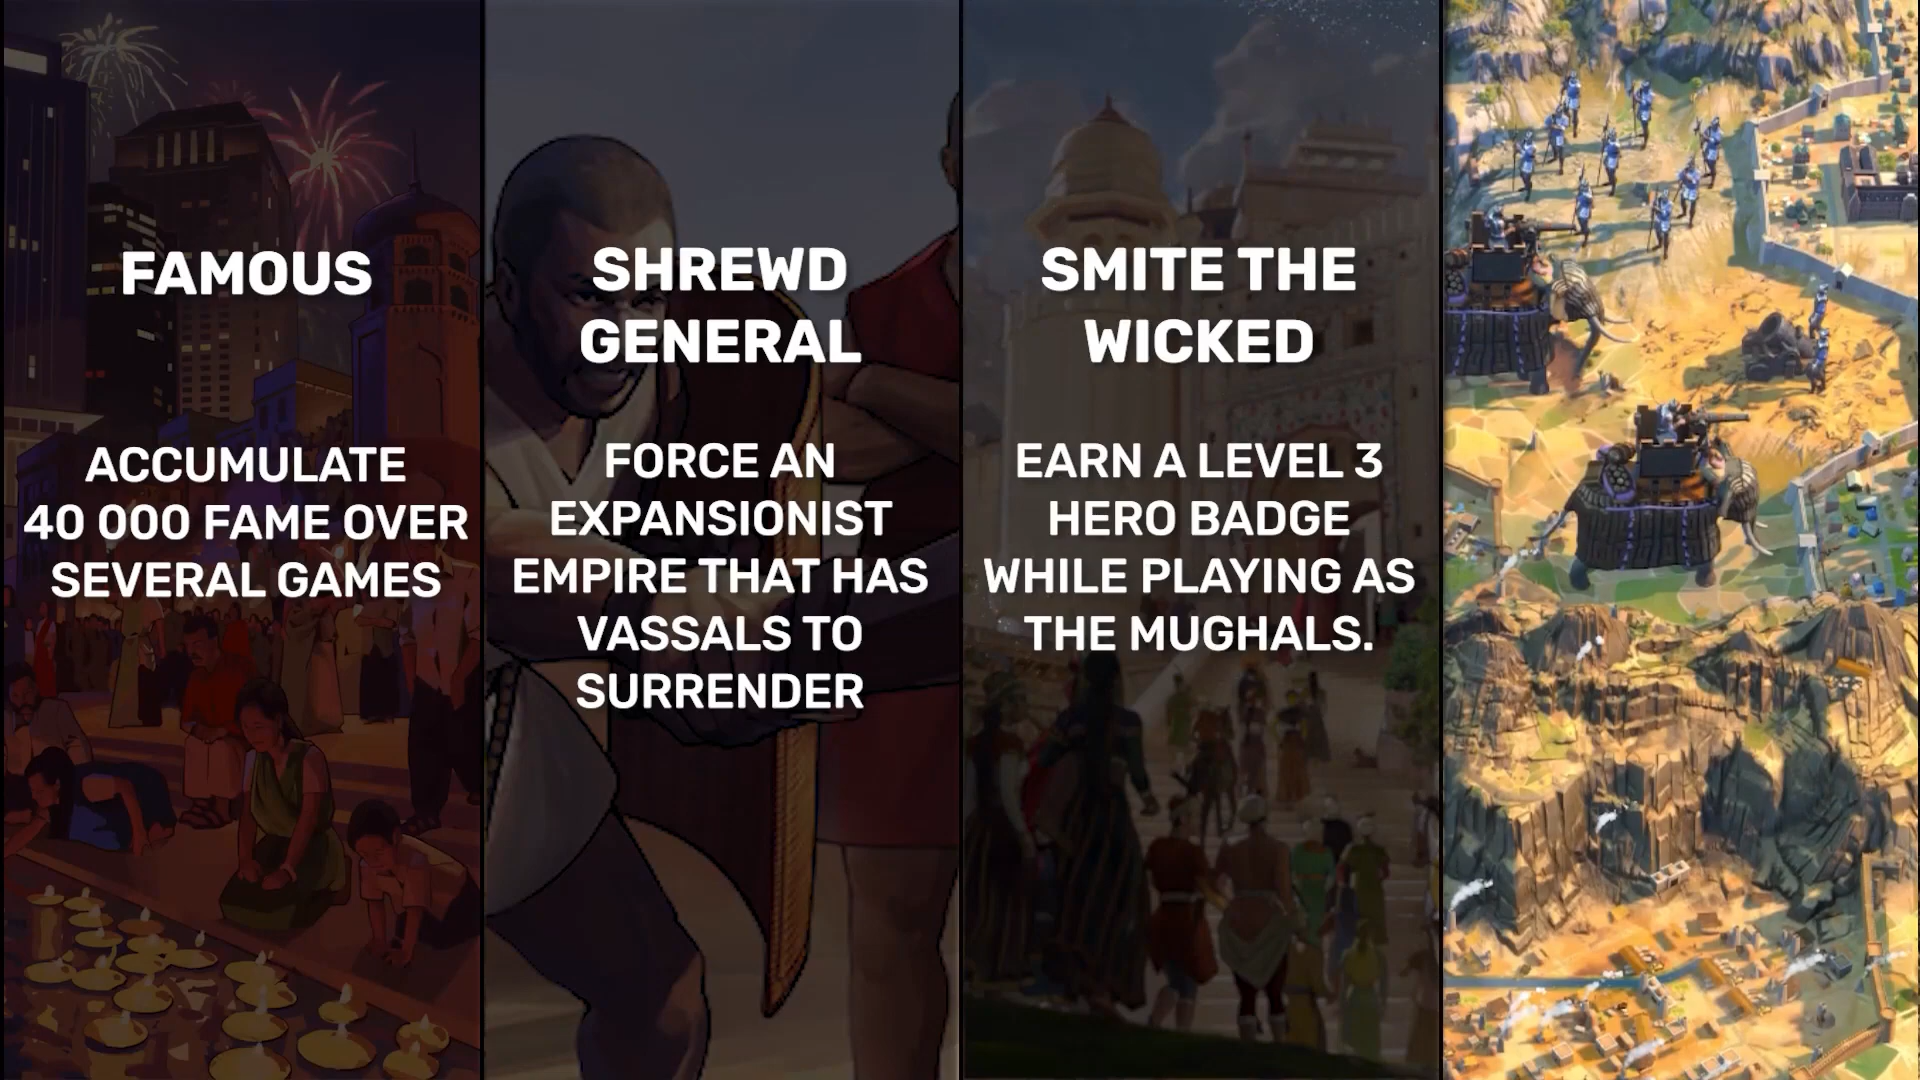 FAMOUS
ACCUMULATE
40 000 FAME OVER
SEVERAL GAMES
SHREWD
GENERAL
FORCE AN
EXPANSIONIST
EMPIRE THAT HAS
VASSALS TO
SURRENDER
SMITE THE
WICKED
EARN A LEVEL 3
HERO BADGE
WHILE PLAYING AS
THE MUGHALS.